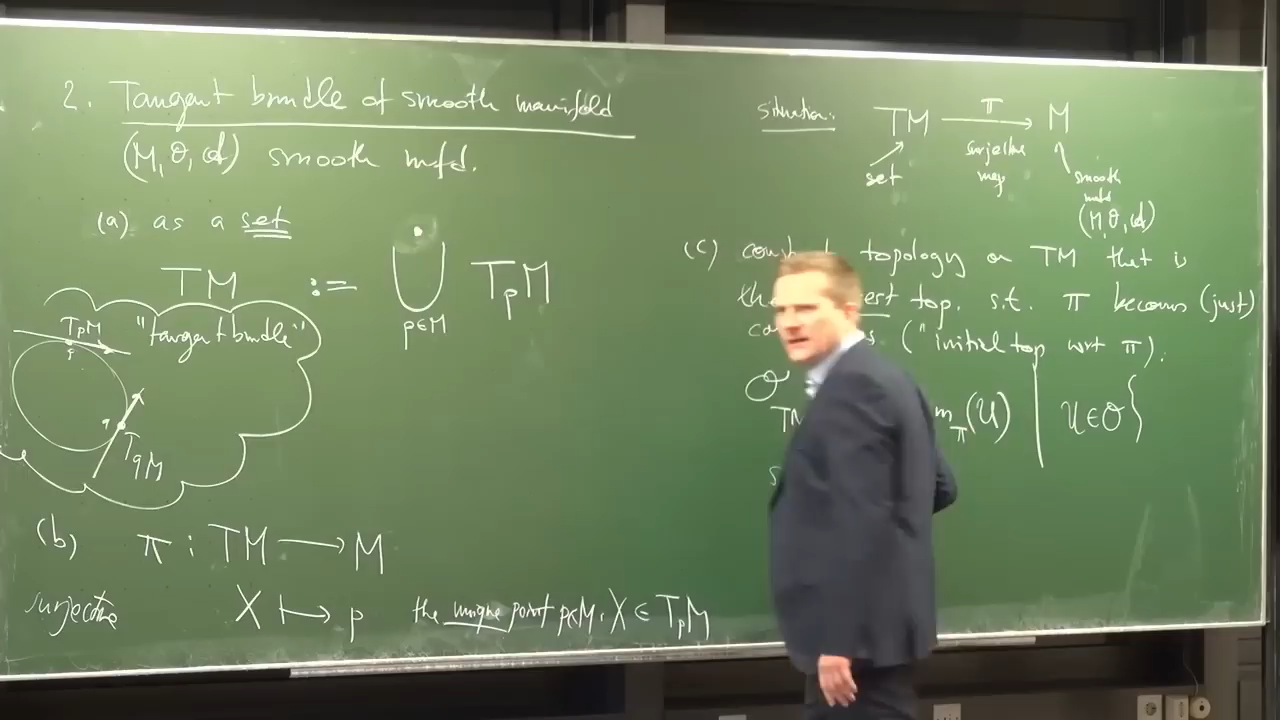 2. Tangent bundle of smooth manifold
(M, O, A) smooth mfd.
(a) as a set
TM := ⨃ TpM
p∈M
"tangent bundle"
TpM
P
q
TqM
(b) π : TM ⟶ M
surjective X ⟼ p the unique point p∈M, X ∈ TpM
situation: TM ⟶ M
π
set surjective map
smooth mfd
(M, O, A)
(c) topology on TM that is
top. s.t. π becomes (just)
("initial top wrt π).
O TM π(U) | U∈O }